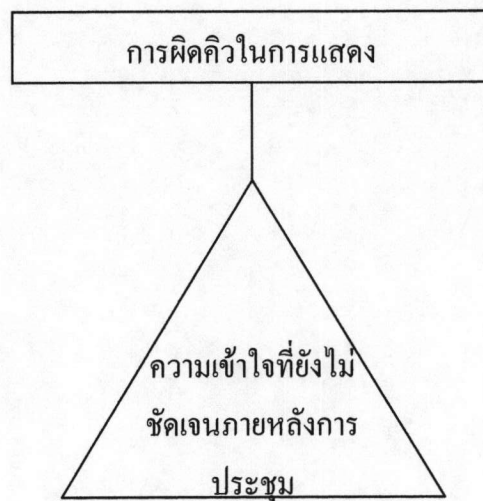 การผิดคิวในการแสดง
ความเข้าใจที่ยังไม่
ชัดเจนภายหลังการ
ประชุม